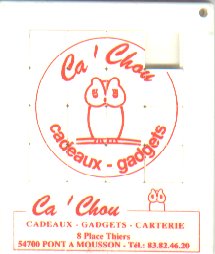 Ca ' Chou
cadeaux - gadgets
Ca ' Chou
CADEAUX - GADGETS - CARTERIE
8 Place Thiers
54700 PONT A MOUSSON - Tél.: 83.82.46.20